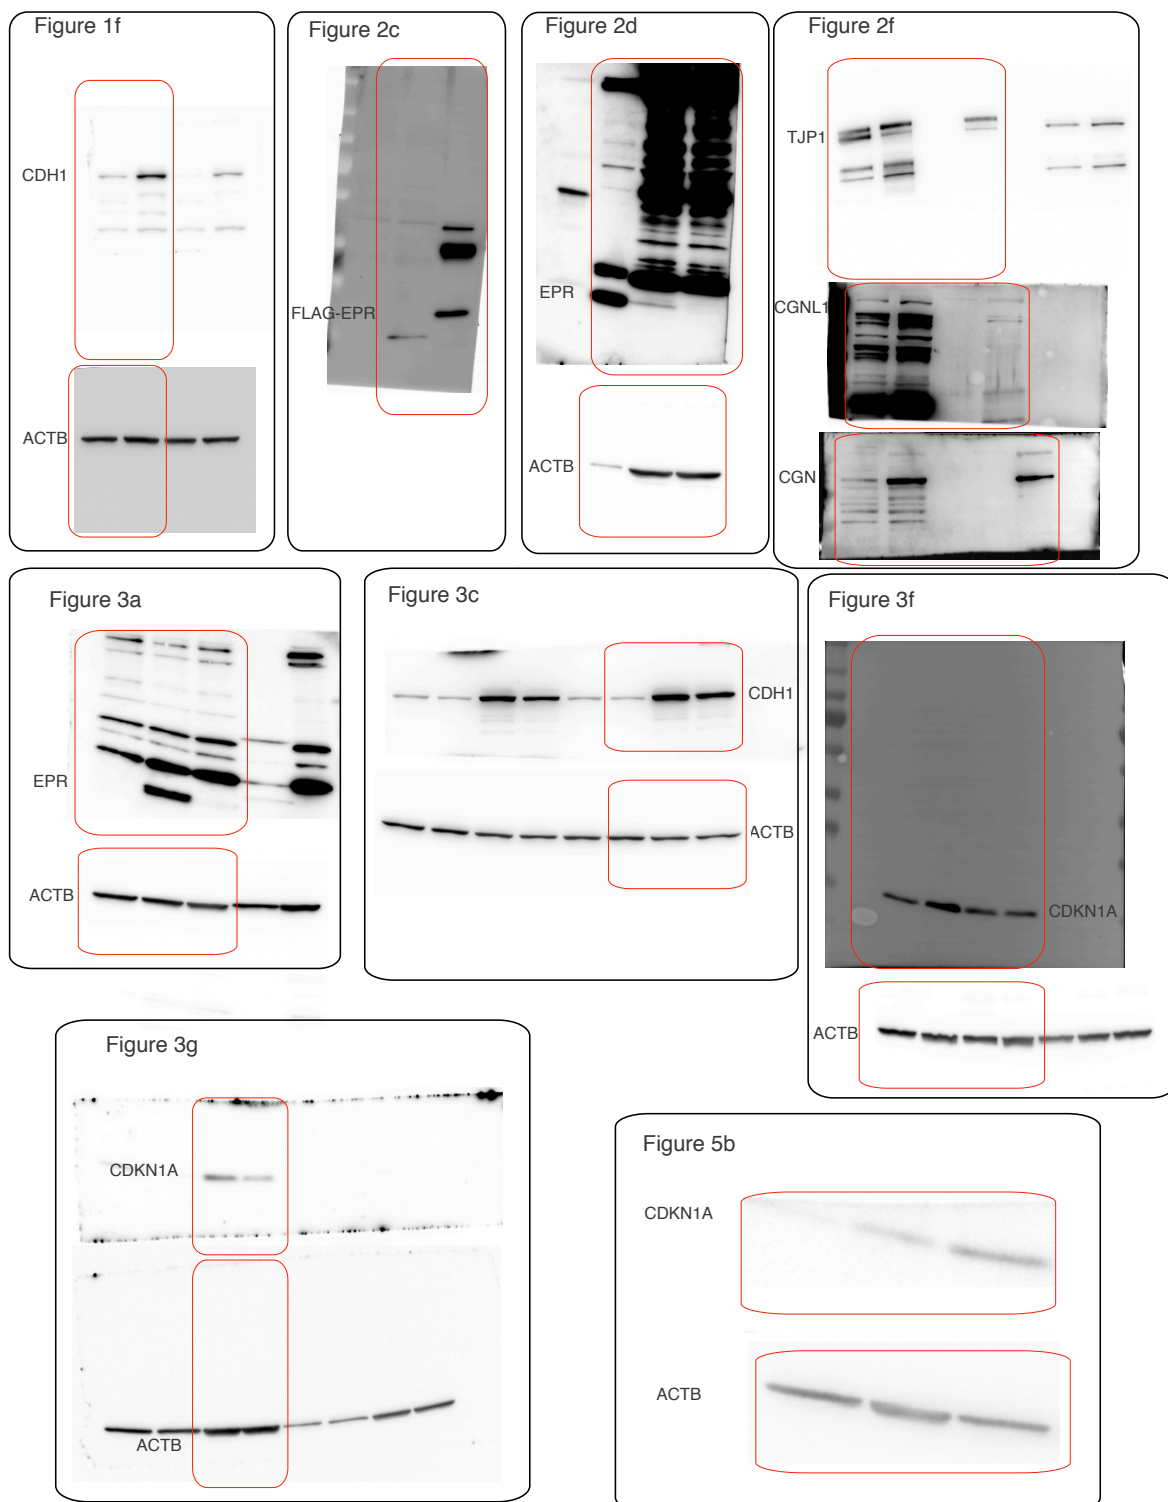 Figure 1f
CDH1
ACTB
Figure 2c
FLAG-EPR
Figure 2d
EPR
ACTB
Figure 2f
TJP1
CGNL1
CGN
Figure 3a
EPR
ACTB
Figure 3c
CDH1
ACTB
Figure 3f
CDKN1A
ACTB
Figure 3g
CDKN1A
ACTB
Figure 5b
CDKN1A
ACTB